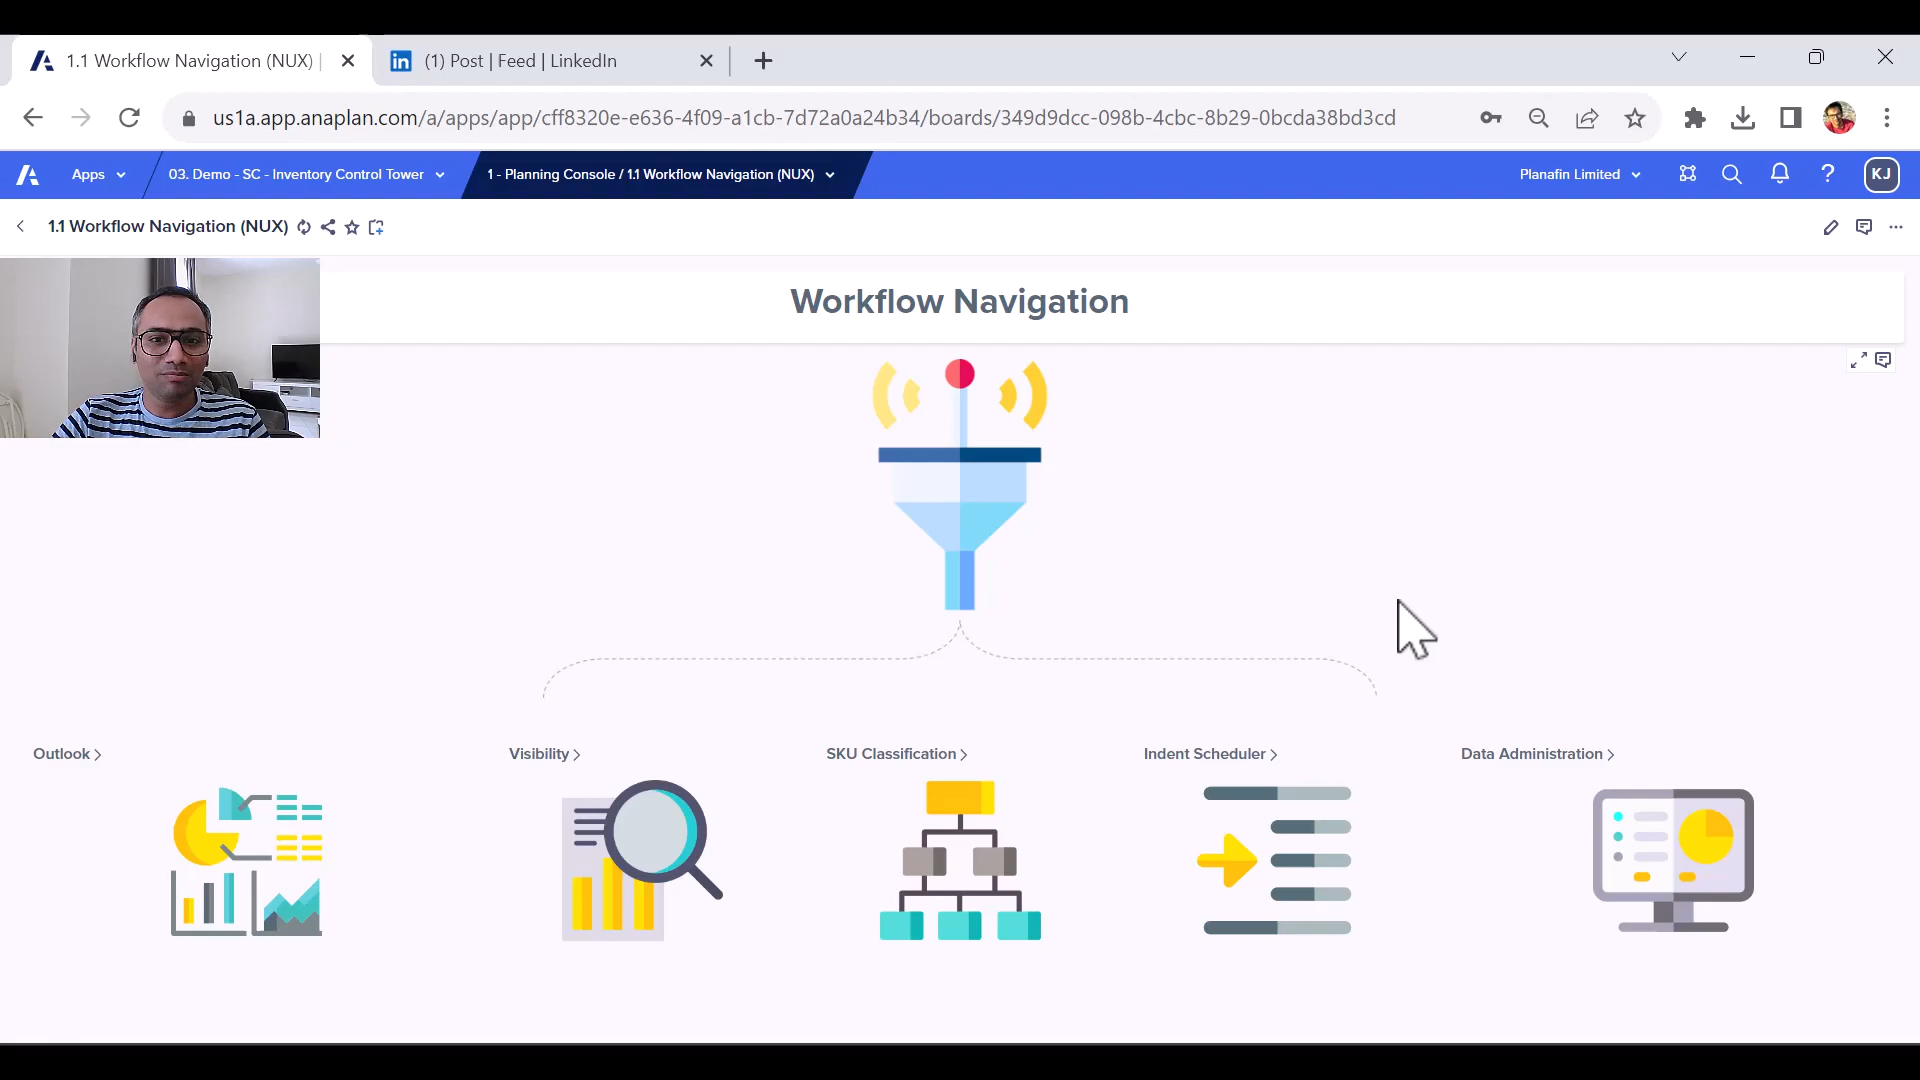 1.1 Workflow Navigation (NUX) |
(1) Post | Feed | LinkedIn
us1a.app.anaplan.com/a/apps/app/cff8320e-e636-4f09-a1cb-7d72a0a24b34/boards/349d9dcc-098b-4cbc-8b29-0bcda38bd3cd
Apps
03. Demo - SC - Inventory Control Tower
1 - Planning Console / 1.1 Workflow Navigation (NUX)
Planafin Limited
KJ
1.1 Workflow Navigation (NUX)
Workflow Navigation
Outlook
Visibility
SKU Classification
Indent Scheduler
Data Administration